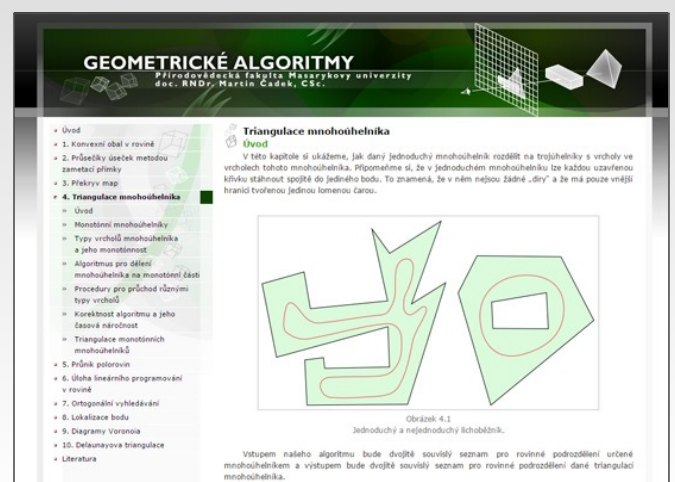 GEOMETRICKÉ ALGORITMY
Přírodovědecká fakulta Masarykovy univerzity
doc. RNDr. Martin Čadek, CSc.
Úvod
1. Konvexní obal v rovině
2. Průsečíky úseček metodou
zametací přímky
3. Překryv map
4. Triangulace mnohoúhelníka
Úvod
Monotónní mnohoúhelníky
Typy vrcholů mnohoúhelníka
a jeho monotónnost
Algoritmus pro dělení
mnohoúhelníka na monotónní části
Procedury pro průchod různými
typy vrcholů
Korektnost algoritmu a jeho
časová náročnost
Triangulace monotónních
mnohoúhelníků
5. Průnik polorovin
6. Úloha lineárního programování
v rovině
7. Ortogonální vyhledávání
8. Lokalizace bodu
9. Diagramy Voronoia
10. Delaunayova triangulace
Literatura
Triangulace mnohoúhelníka
Úvod
V této kapitole si ukážeme, jak daný jednoduchý mnohoúhelník rozdělit na trojúhelníky s vrcholy ve
vrcholech tohoto mnohoúhelníka. Připomeňme si, že v jednoduchém mnohoúhelníku lze každou uzavřenou
křivku stáhnout spojitě do jediného bodu. To znamená, že v něm nejsou žádné „díry" a že má pouze vnější
hranici tvořenou jedinou lomenou čarou.
Obrázek 4.1
Jednoduchý a nejednoduchý lichoběžník.
Vstupem našeho algoritmu bude dvojitě souvislý seznam pro rovinné podrozdělení určené
mnohoúhelníkem a výstupem bude dvojitě souvislý seznam pro rovinné podrozdělení dané triangulací
mnohoúhelníka.